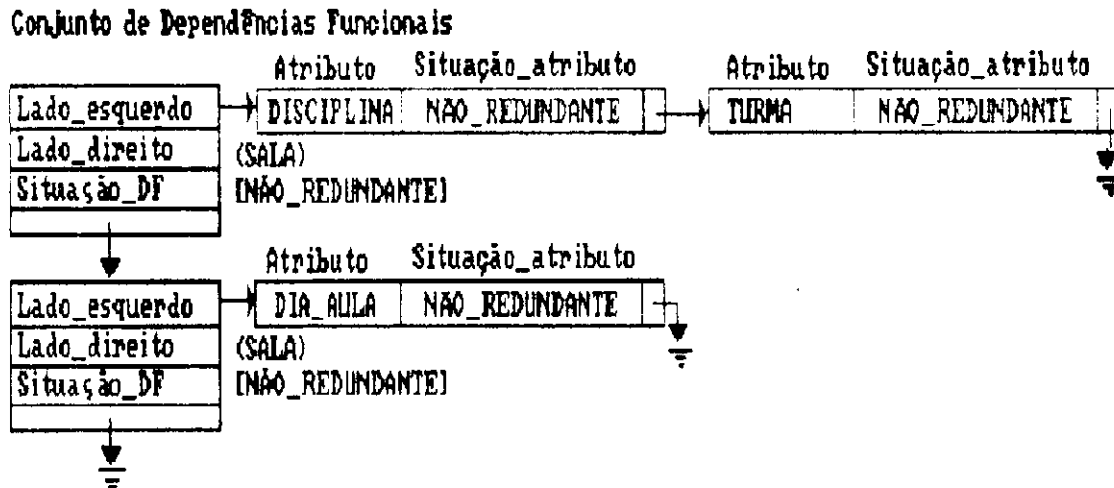 Conjunto de Dependências Funcionais
Atributo Situação_atributo Atributo Situação_atributo
Lado_esquerdo DISCIPLINA NÃO_REDUNDANTE TURMA NÃO_REDUNDANTE
Lado_direito (SALA)
Situação_DF [NÃO_REDUNDANTE]
Atributo Situação_atributo
Lado_esquerdo DIA_AULA NÃO_REDUNDANTE
Lado_direito (SALA)
Situação_DF [NÃO_REDUNDANTE]